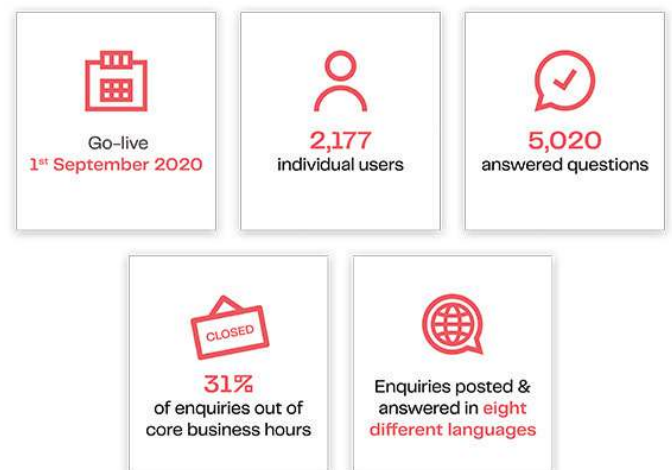 Go-live
1st September 2020
2,177
individual users
5,020
answered questions
CLOSED
31%
of enquiries out of
core business hours
Enquiries posted &
answered in eight
different languages